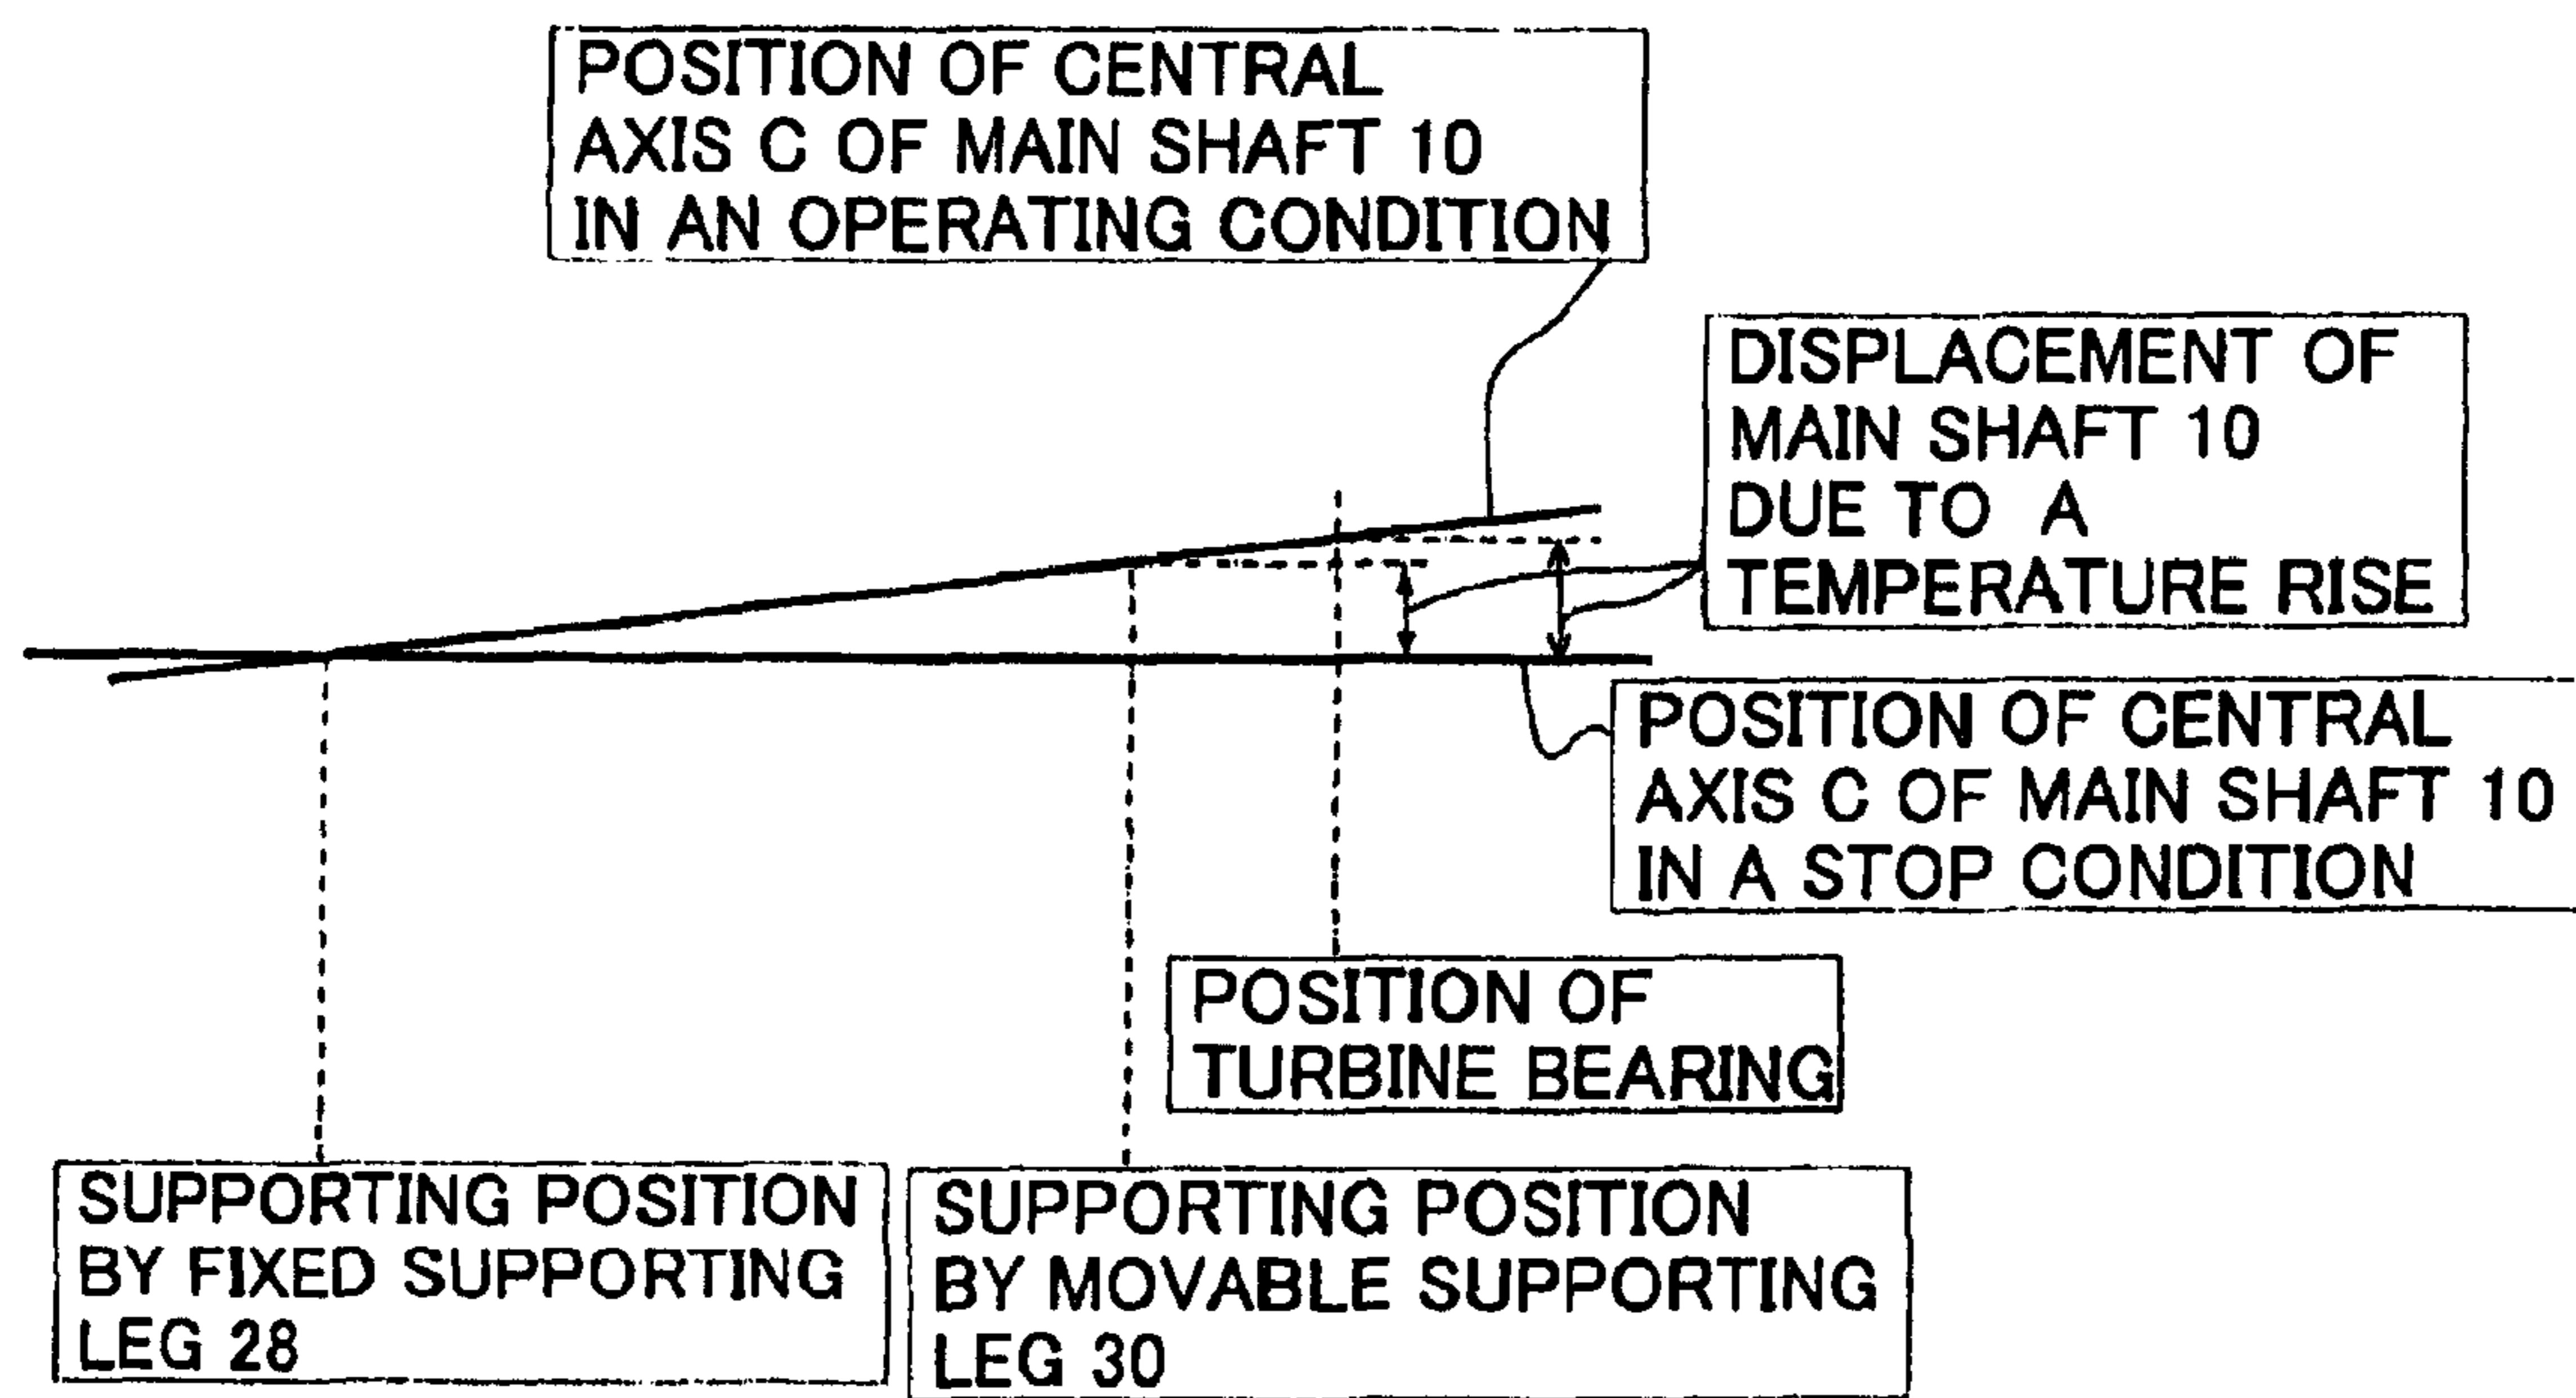 POSITION OF CENTRAL
AXIS C OF MAIN SHAFT 10
IN AN OPERATING CONDITION
DISPLACEMENT OF
MAIN SHAFT 10
DUE TO A
TEMPERATURE RISE
POSITION OF CENTRAL
AXIS C OF MAIN SHAFT 10
IN A STOP CONDITION
POSITION OF
TURBINE BEARING
SUPPORTING POSITION
BY FIXED SUPPORTING
LEG 28
SUPPORTING POSITION
BY MOVABLE SUPPORTING
LEG 30